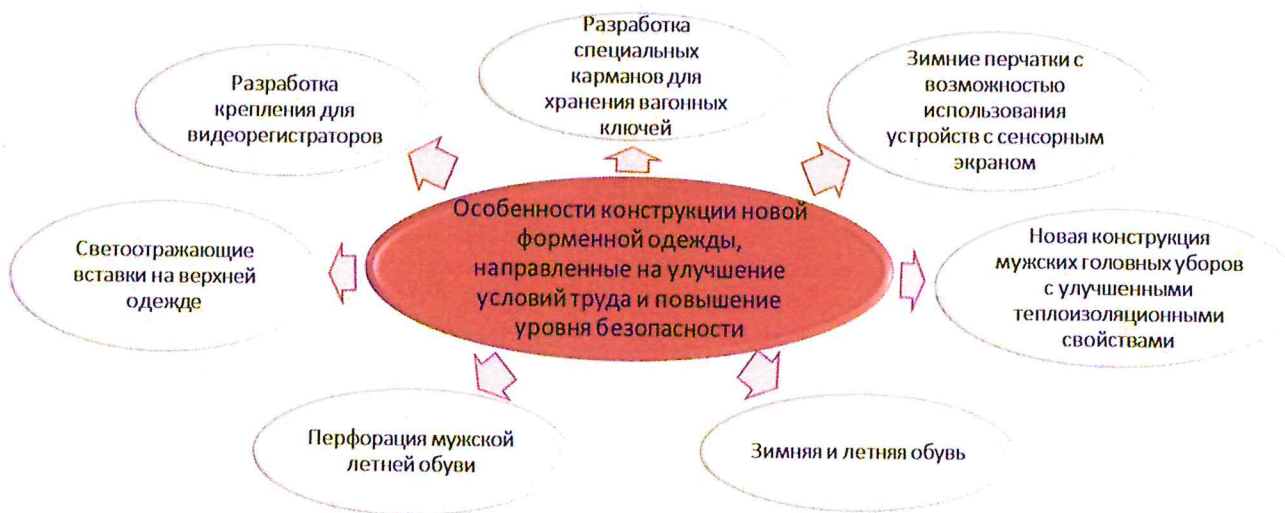 Разработка
специальных
карманов для
хранения вагонных
ключей
Разработка
крепления для
видеорегистраторов
Зимние перчатки с
возможностью
использования
устройств с сенсорным
экраном
Особенности конструкции новой
форменной одежды,
направленные на улучшение
условий труда и повышение
уровня безопасности
Светоотражающие
вставки на верхней
одежде
Новая конструкция
мужских головных уборов
с улучшенными
теплоизоляционными
свойствами
Перфорация мужской
летней обуви
Зимняя и летняя обувь